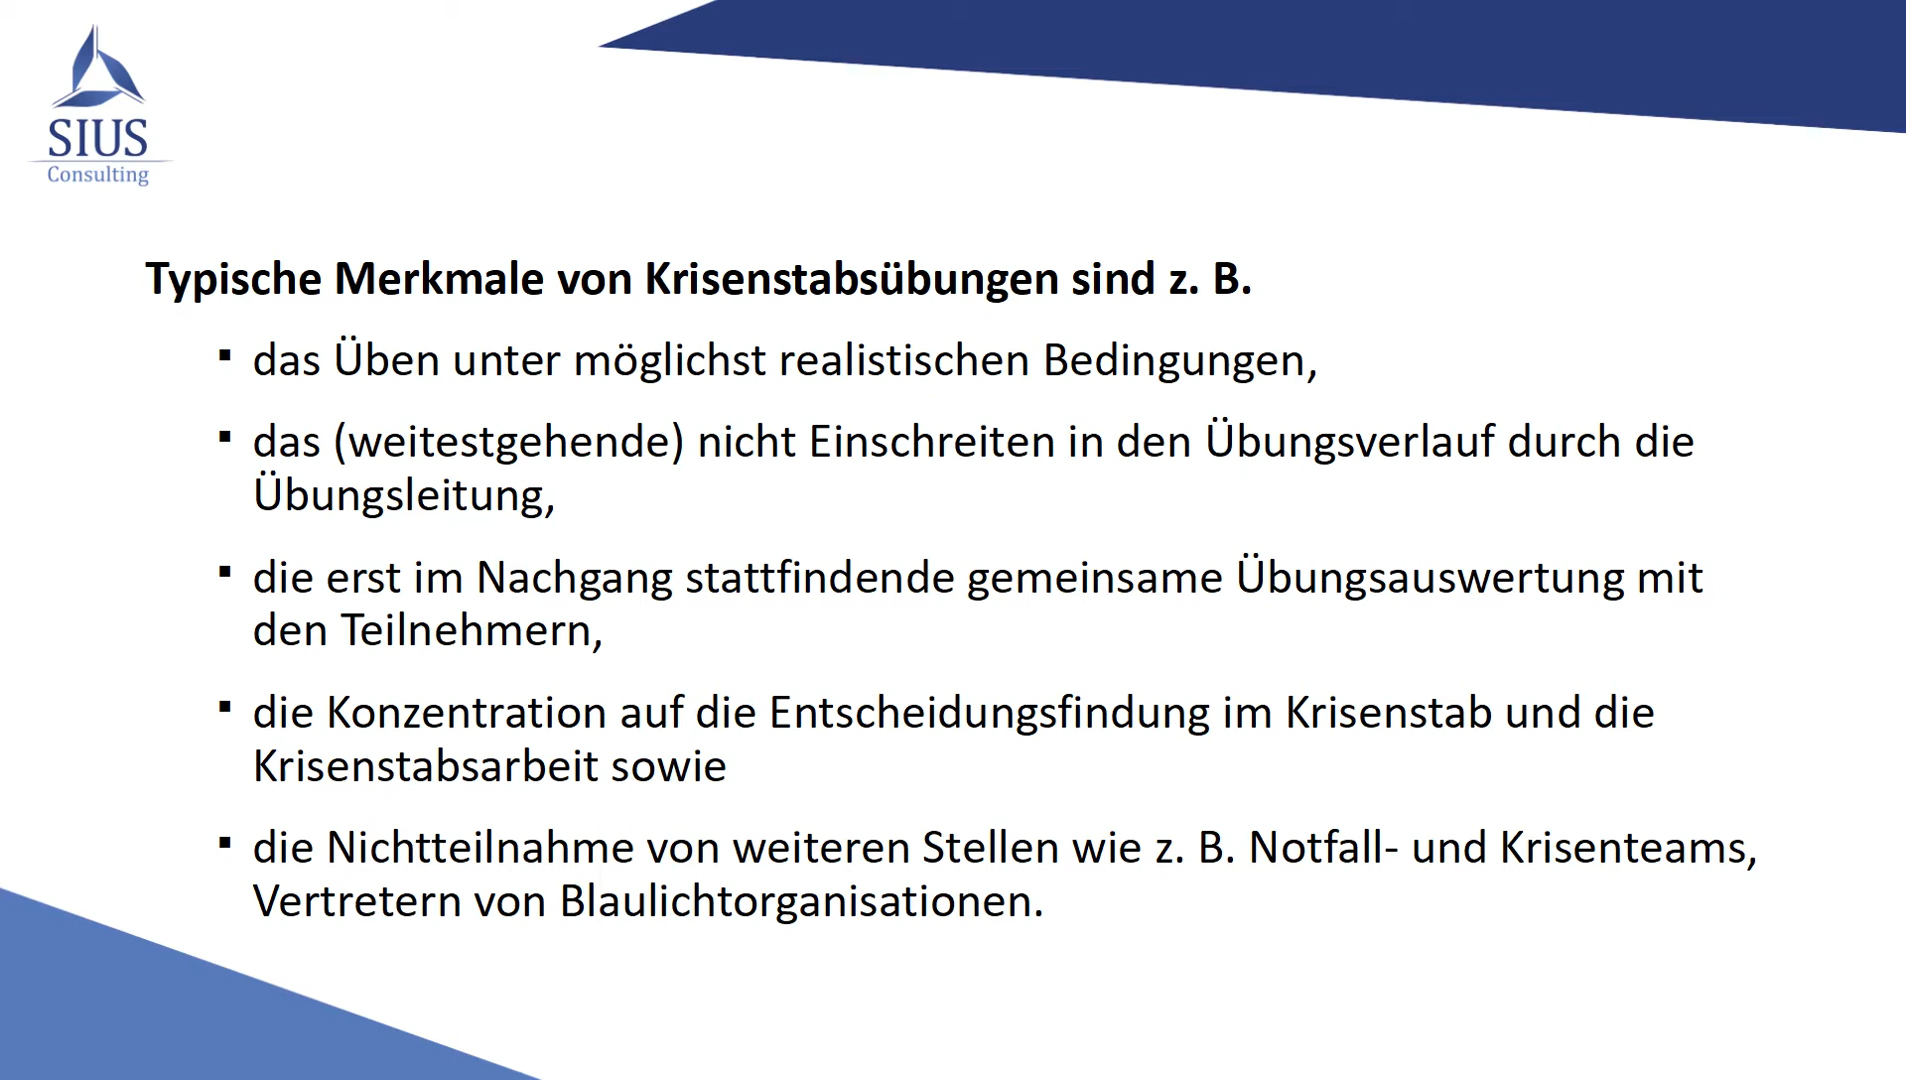 SIUS
Consulting
Typische Merkmale von Krisenstabsübungen sind z. B.
▪ das Üben unter möglichst realistischen Bedingungen,
▪ das (weitestgehende) nicht Einschreiten in den Übungsverlauf durch die
Übungsleitung,
▪ die erst im Nachgang stattfindende gemeinsame Übungsauswertung mit
den Teilnehmern,
▪ die Konzentration auf die Entscheidungsfindung im Krisenstab und die
Krisenstabsarbeit sowie
▪ die Nichtteilnahme von weiteren Stellen wie z. B. Notfall- und Krisenteams,
Vertretern von Blaulichtorganisationen.